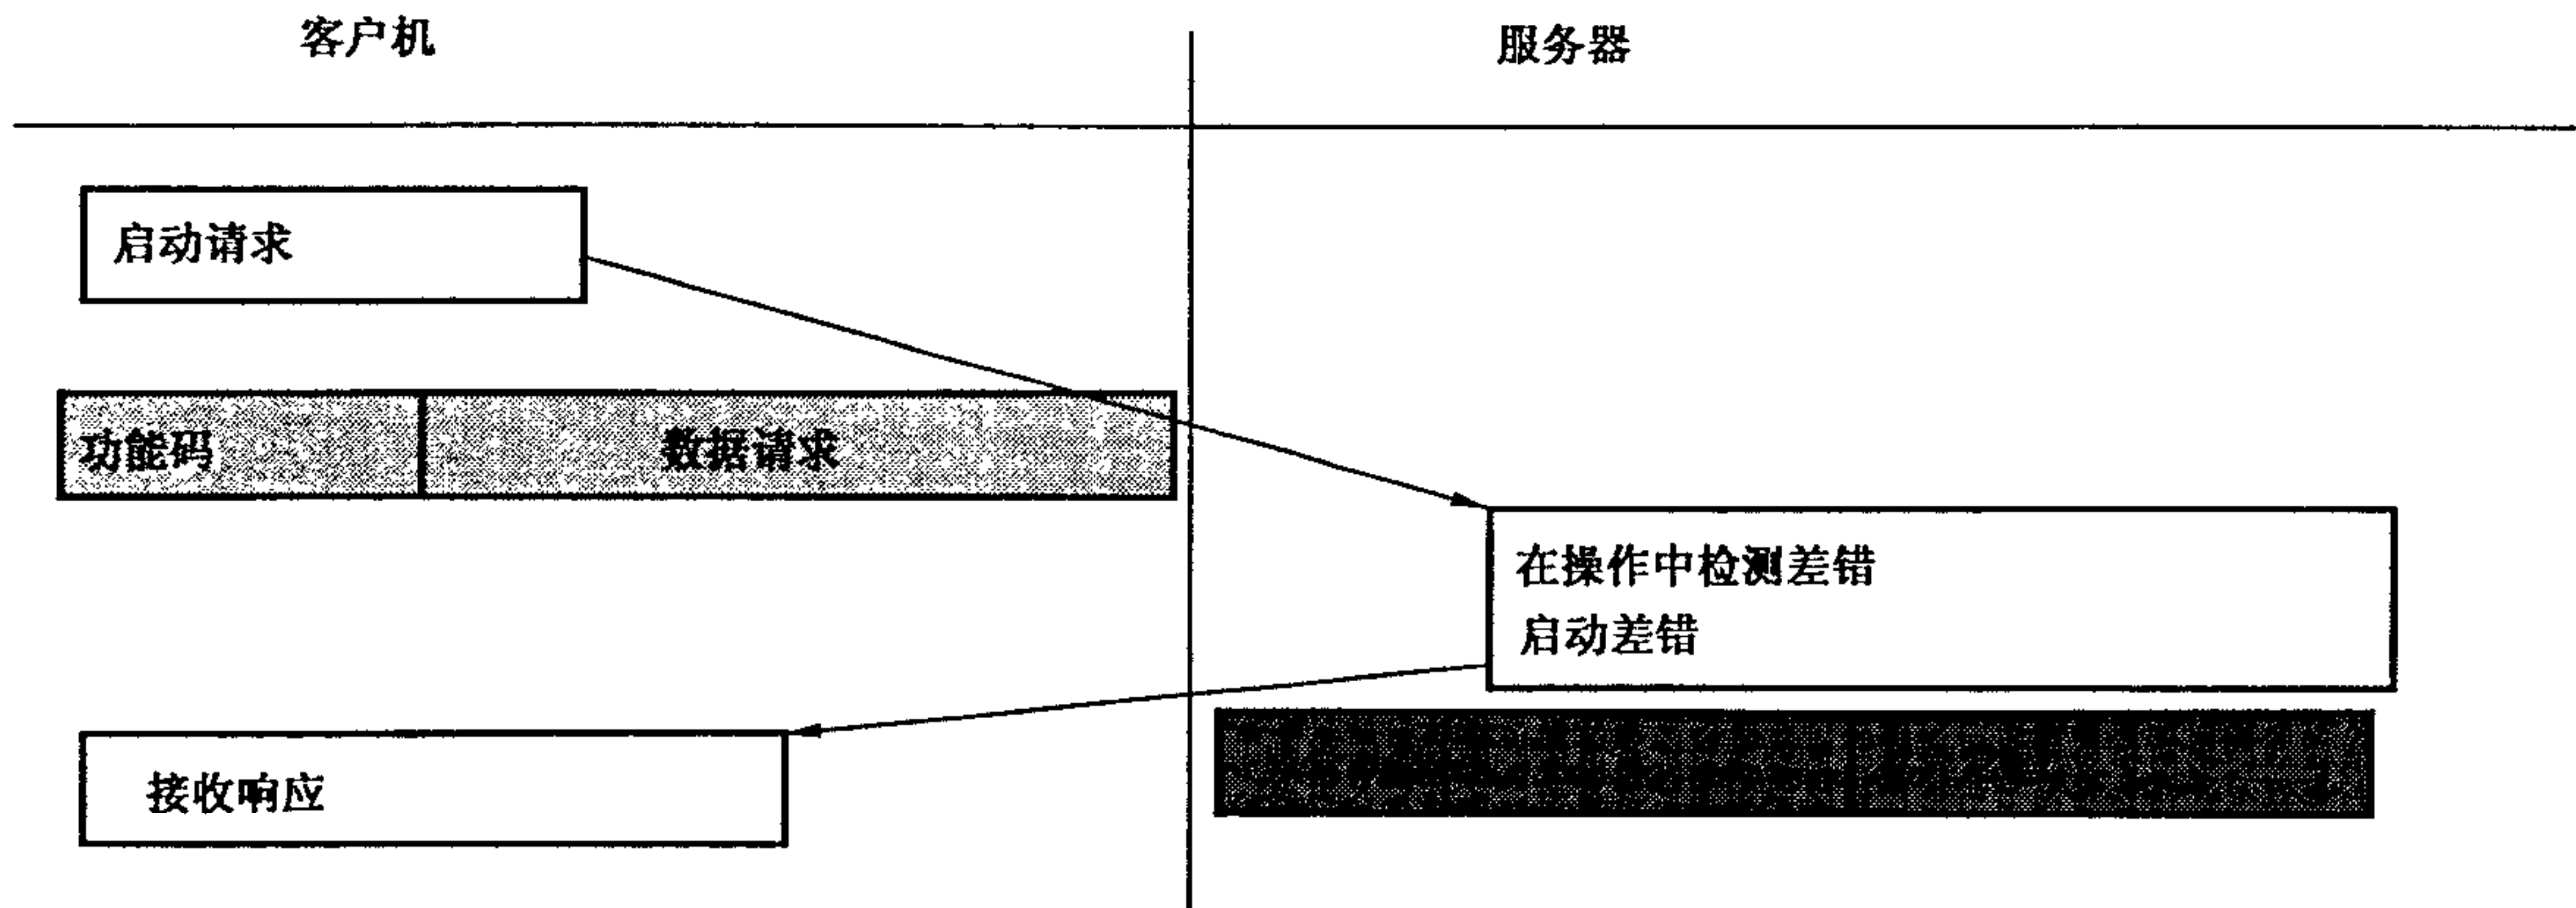 客户机
服务器
启动请求
功能码
数据请求
在操作中检测差错
启动差错
接收响应